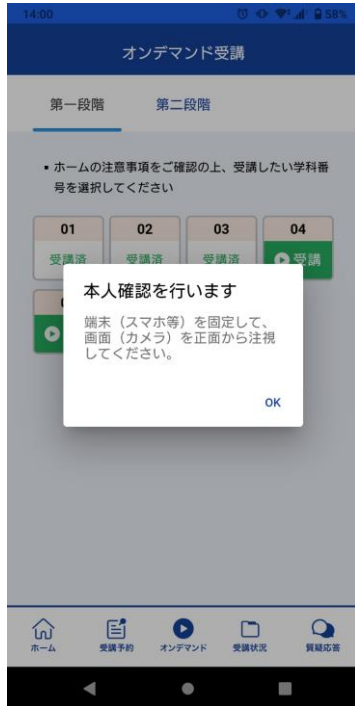 14:00
58%
オンデマンド受講
第一段階
第二段階
• ホームの注意事項をご確認の上、受講したい学科番
号を選択してください
01
02
03
04
受講済
受講済
受講済
受講
本人確認を行います
端末（スマホ等）を固定して、
画面（カメラ）を正面から注視
してください。
OK
ホーム
受講予約
オンデマンド
受講状況
質疑応答